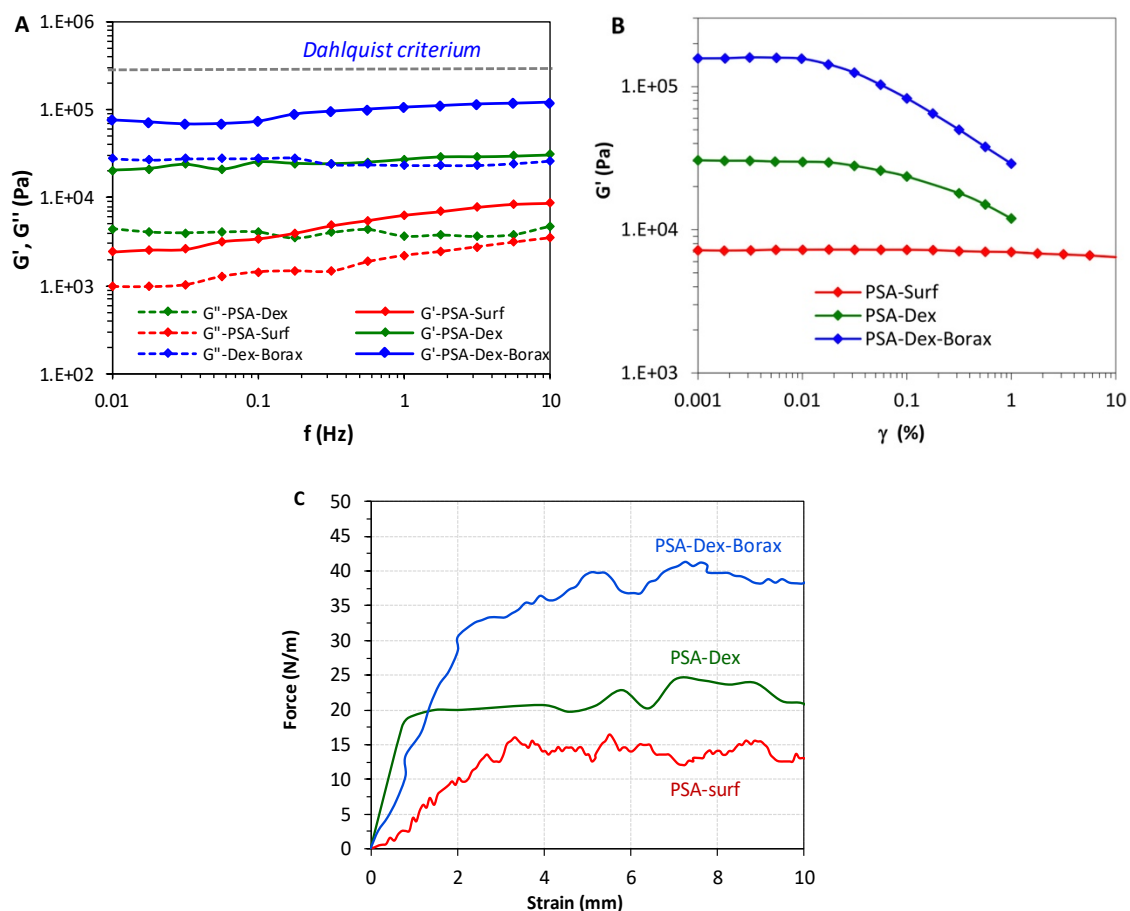 A
1.E+06
1.E+05
1.E+04
1.E+03
1.E+02
G', G'' (Pa)
Dahlquist criterium
G''-PSA-Dex
G'-PSA-Surf
G''-PSA-Surf
G'-PSA-Dex
G''-Dex-Borax
G'-PSA-Dex-Borax
0.01
0.1
1
10
f (Hz)
B
1.E+05
1.E+04
1.E+03
G' (Pa)
PSA-Surf
PSA-Dex
PSA-Dex-Borax
0.001
0.01
0.1
1
10
γ (%)
C
50
45
40
35
30
25
20
15
10
5
0
Force (N/m)
PSA-Dex-Borax
PSA-Dex
PSA-surf
0
2
4
6
8
10
Strain (mm)